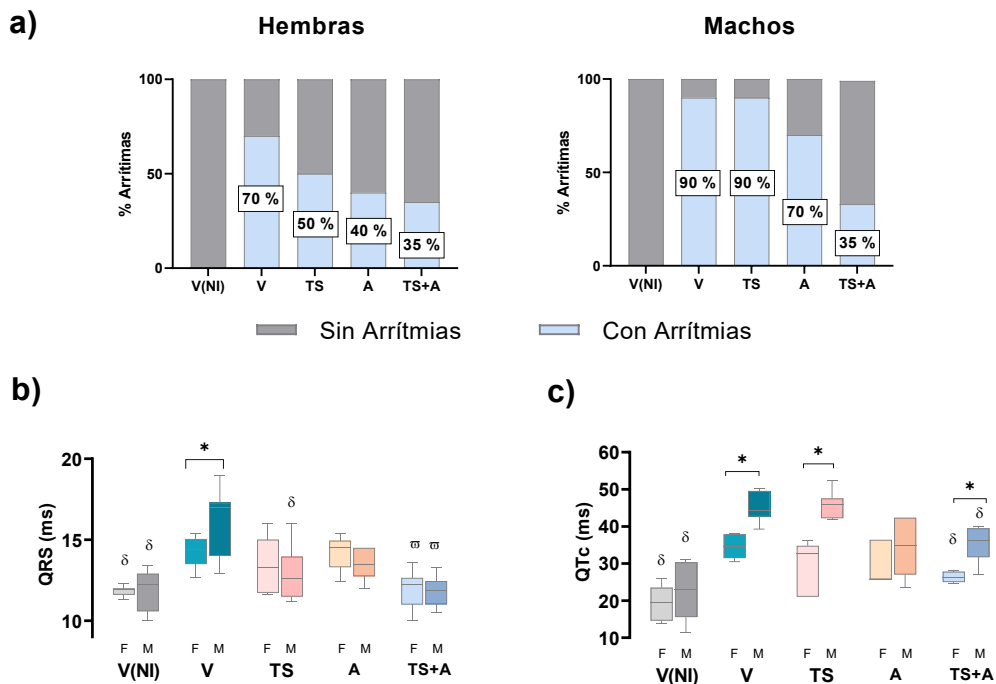 a)
Hembras
Machos
% Arrítimas
100
50
0
70 %
50 %
40 %
35 %
V(NI) V TS A TS+A
% Arrítimas
100
50
0
90 %
90 %
70 %
35 %
V(NI) V TS A TS+A
Sin Arrítmias
Con Arrítmias
b)
QRS (ms)
20
15
10
δ δ * δ ϖ ϖ
F M F M F M F M F M
V(NI) V TS A TS+A
c)
QTc (ms)
60
50
40
30
20
10
δ δ * * * δ δ
F M F M F M F M F M
V(NI) V TS A TS+A